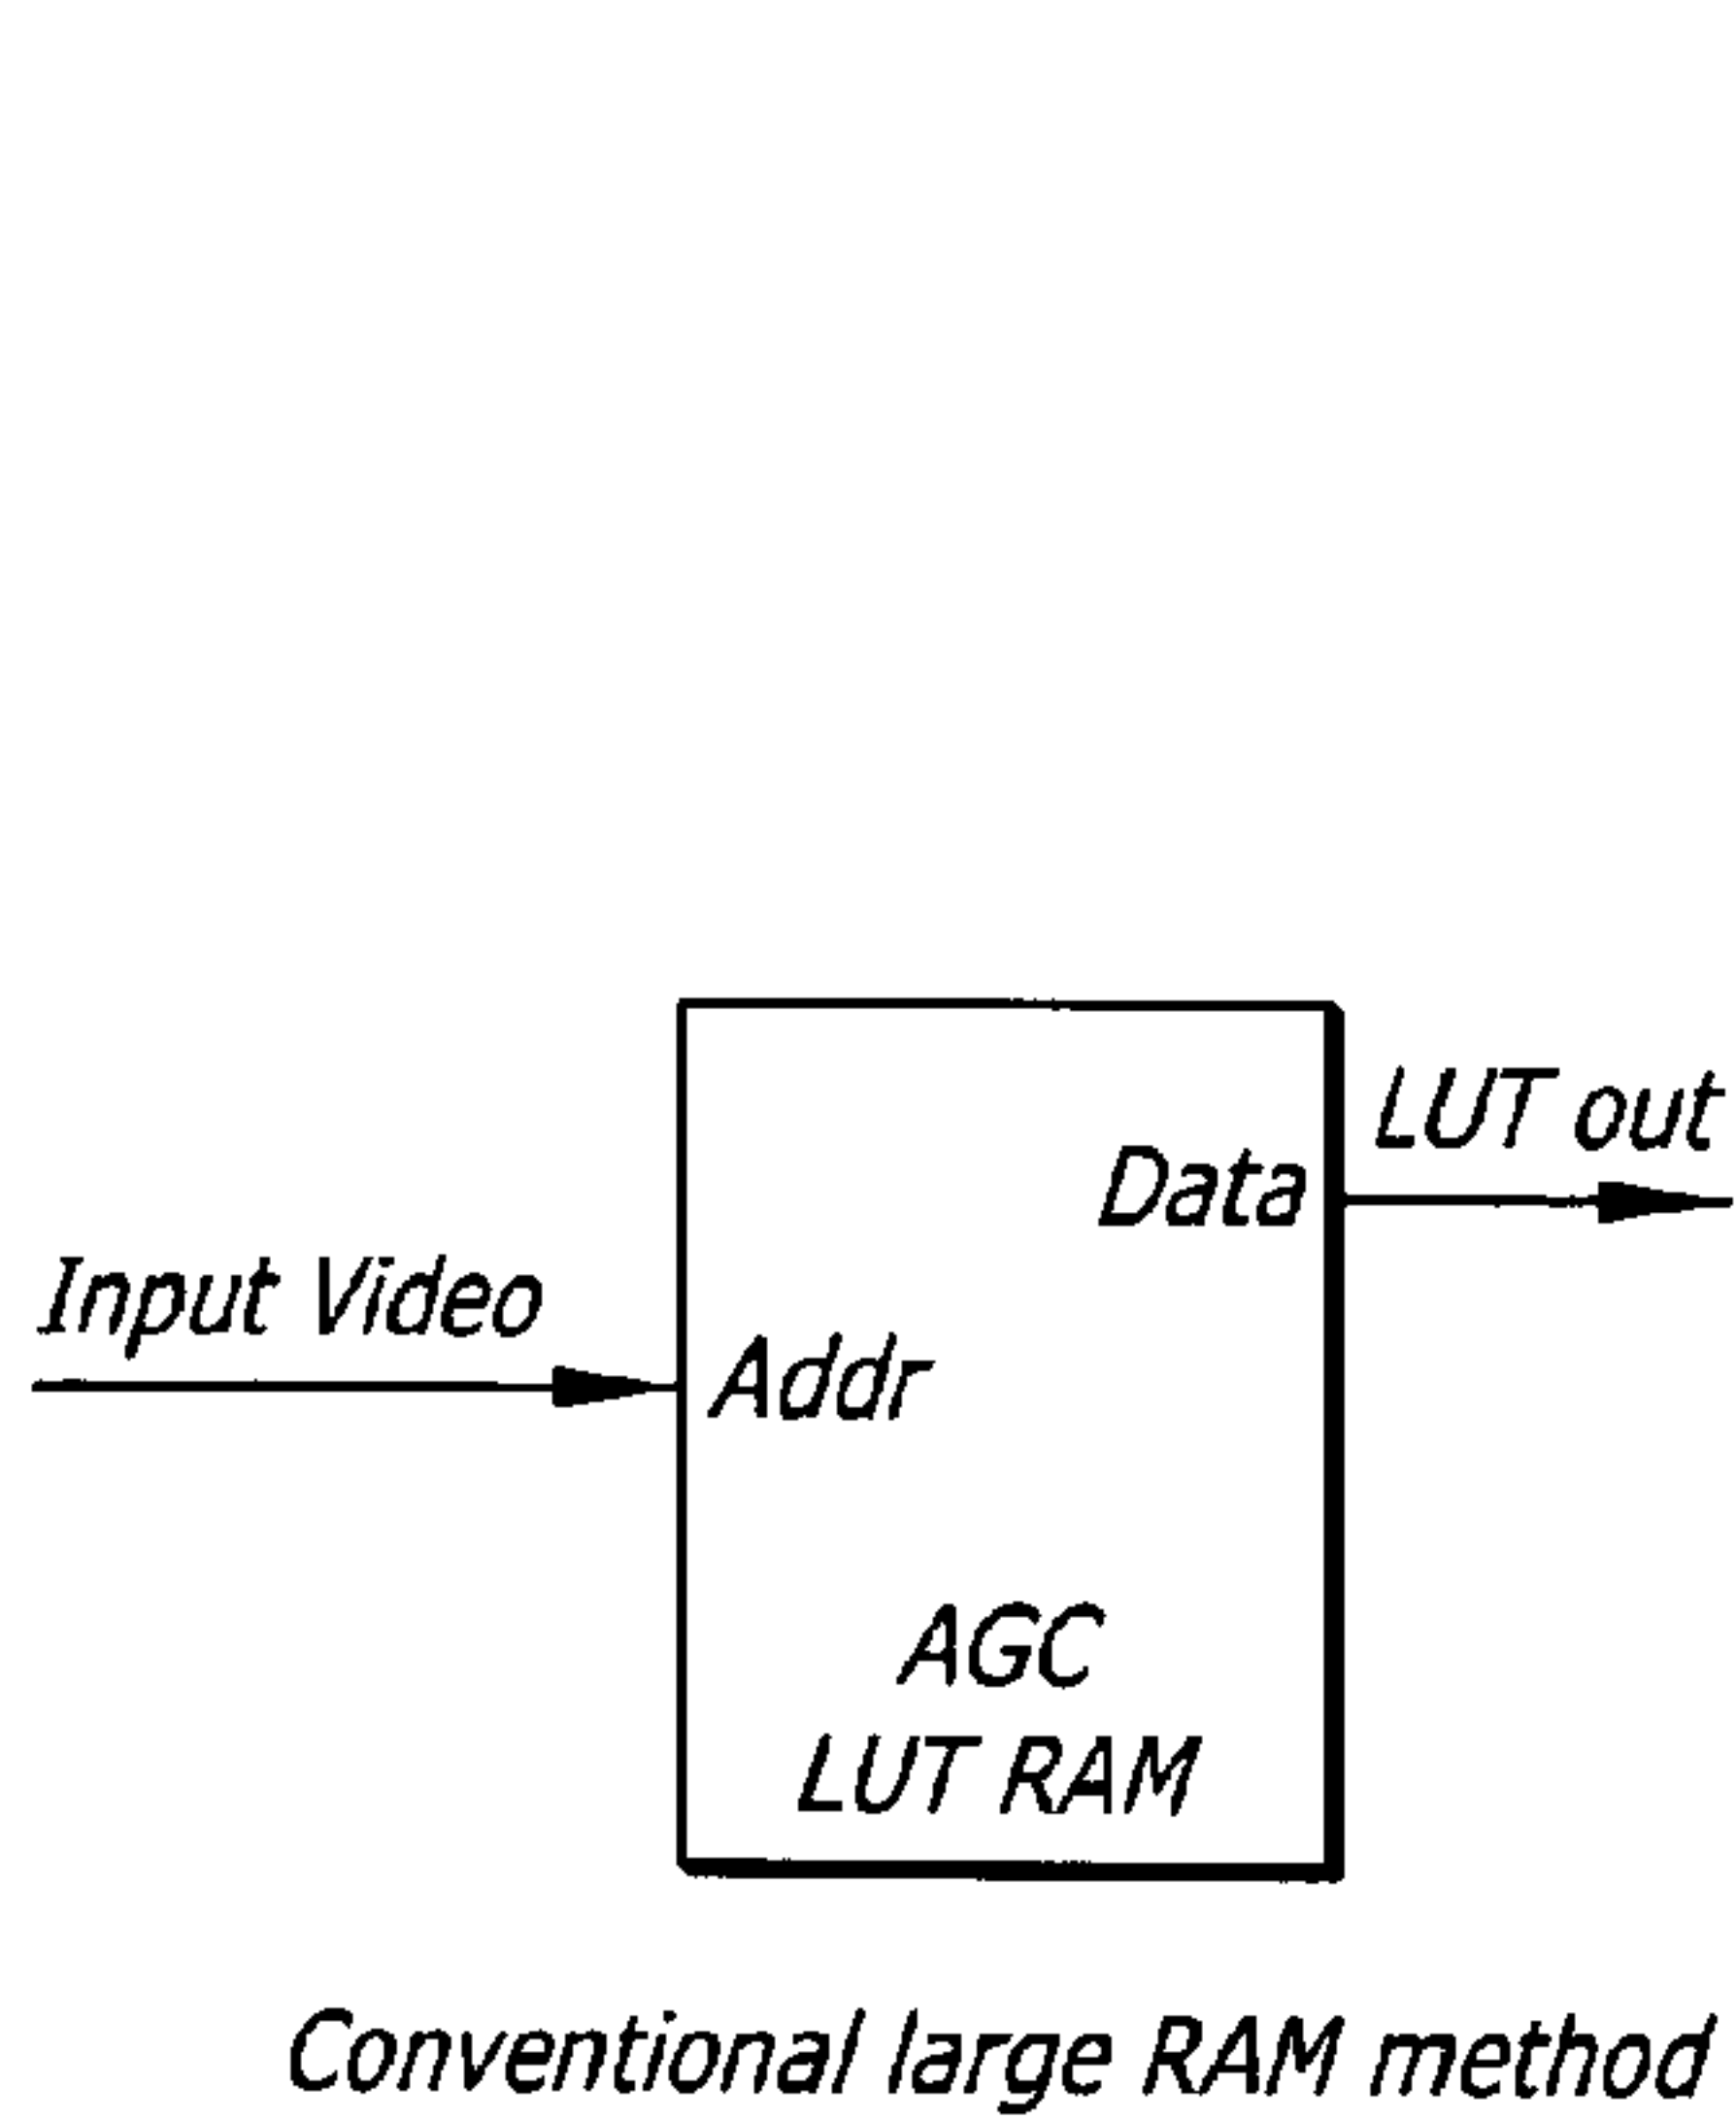 LUT out
Data
Input Video
Addr
AGC
LUT RAM
Conventional large RAM method